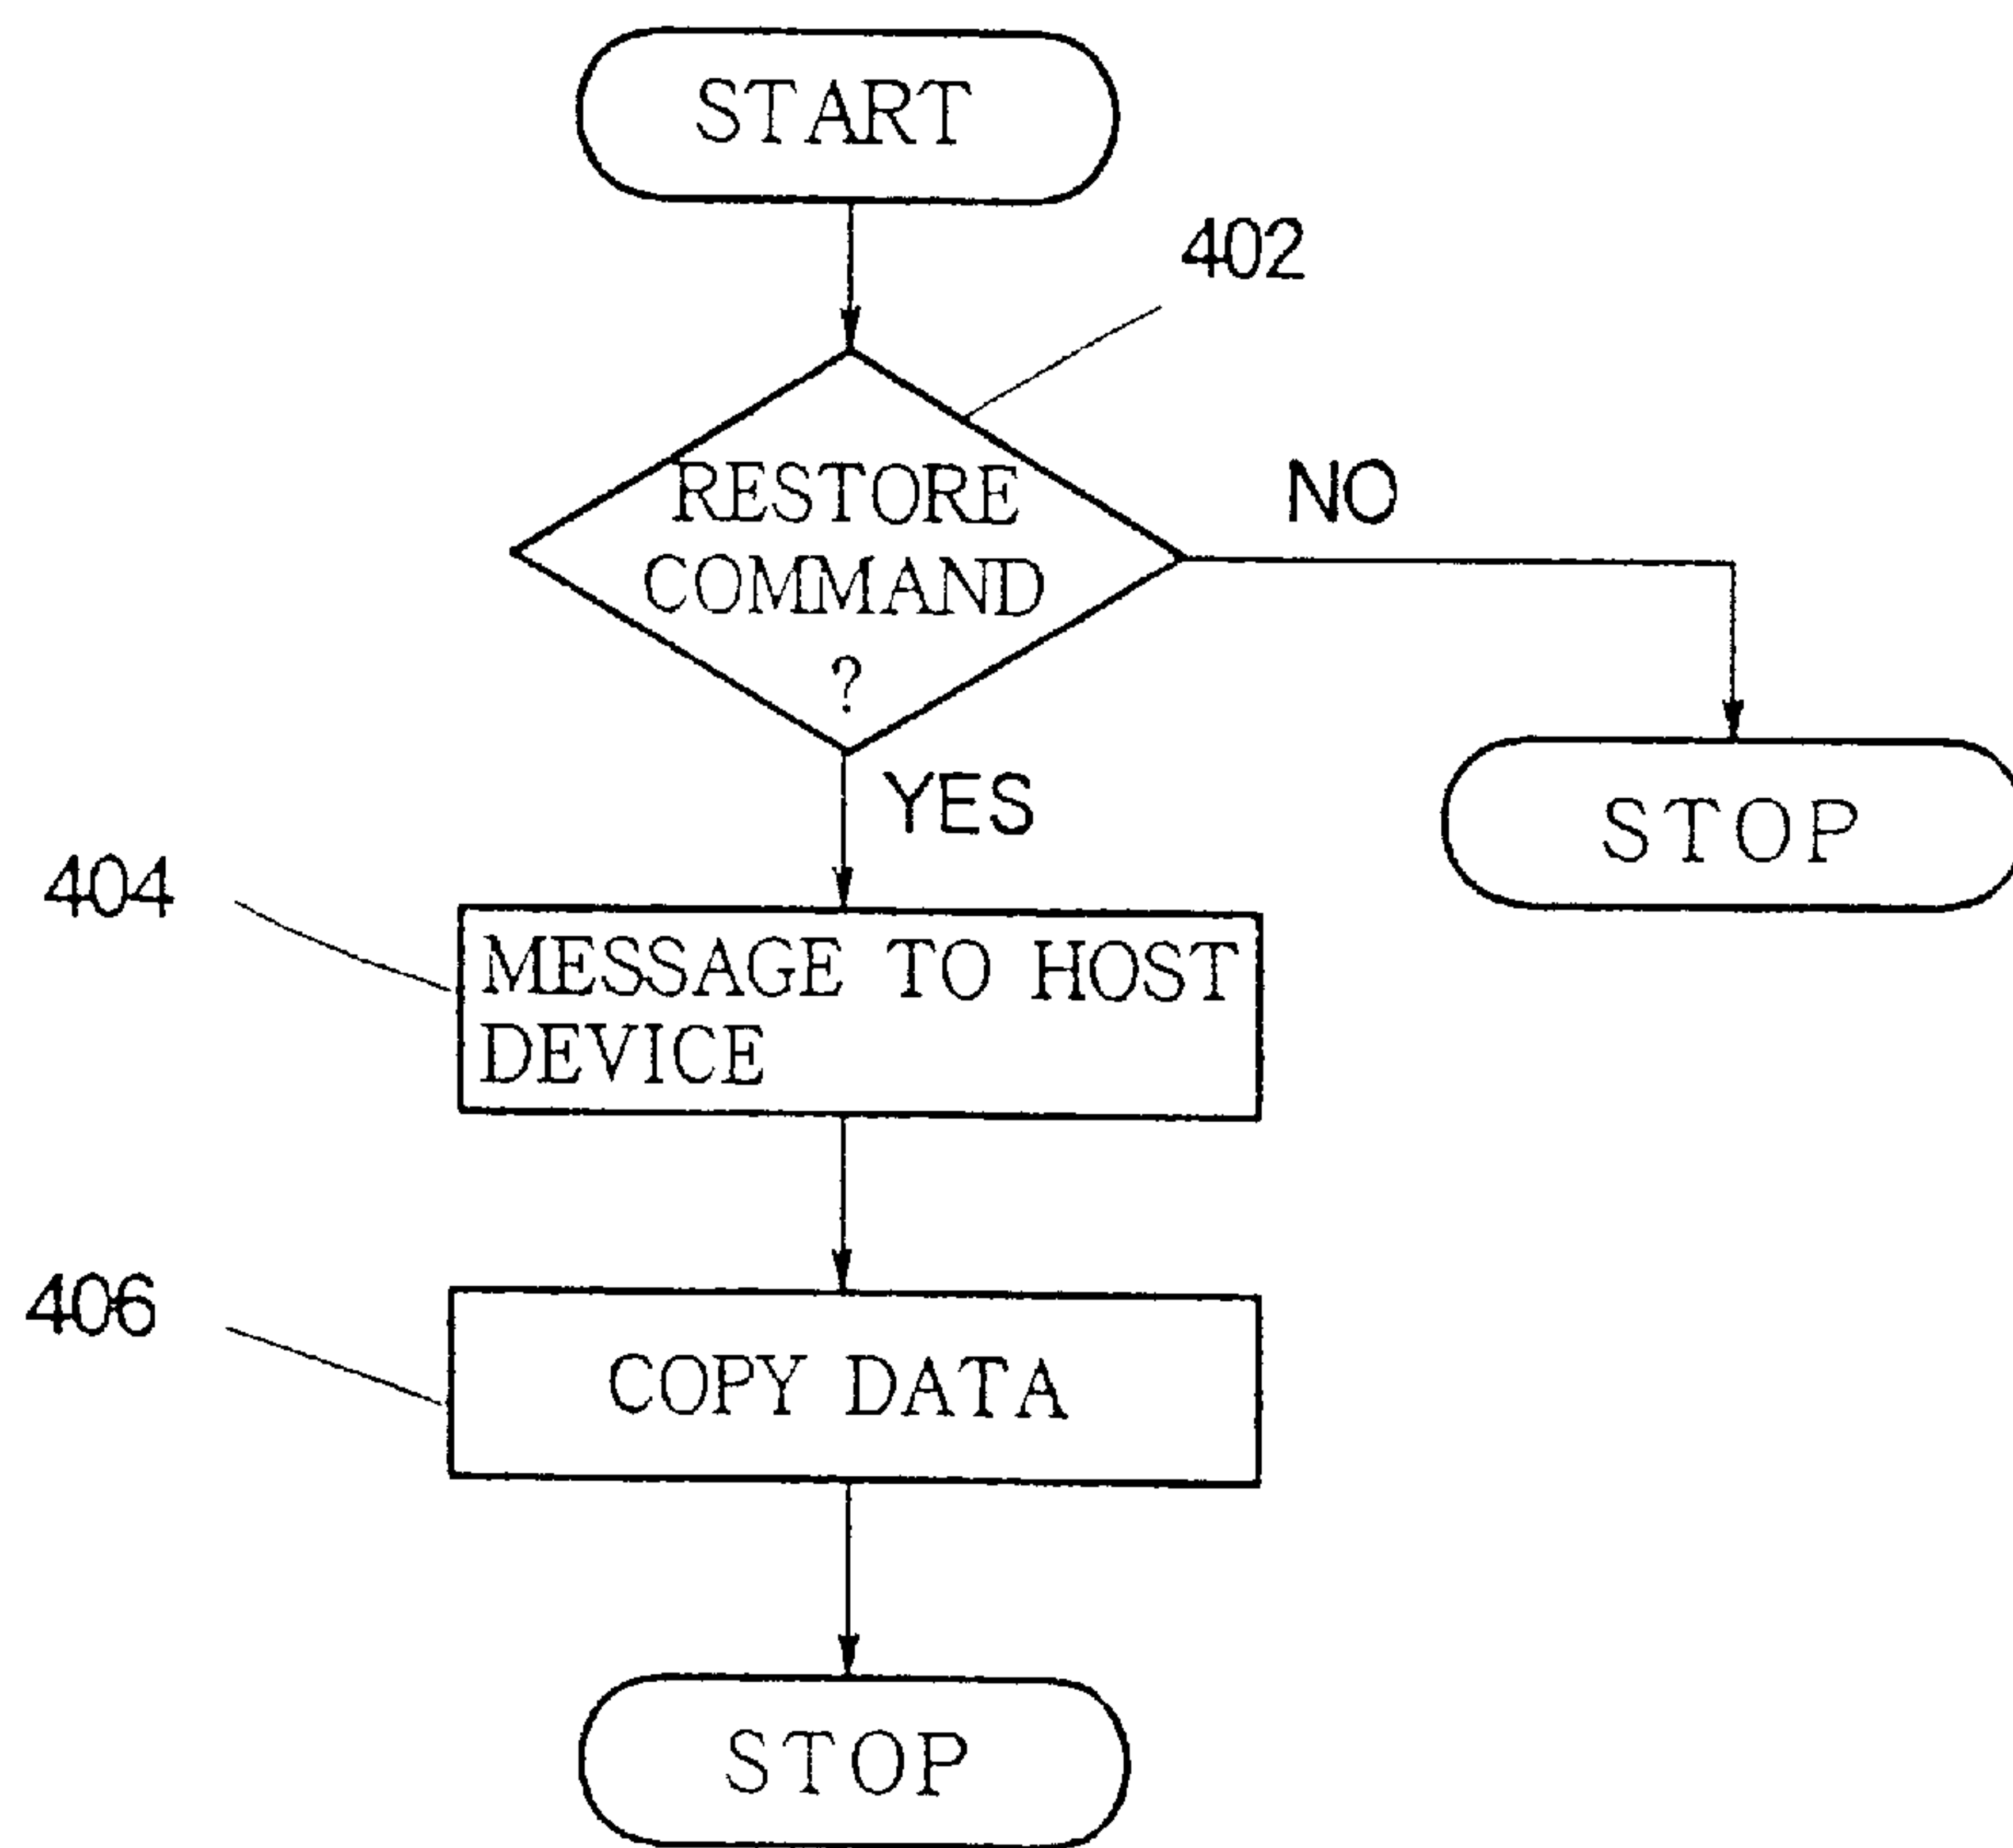 START
402
RESTORE
COMMAND
?
NO
YES
STOP
404
MESSAGE TO HOST
DEVICE
406
COPY DATA
STOP